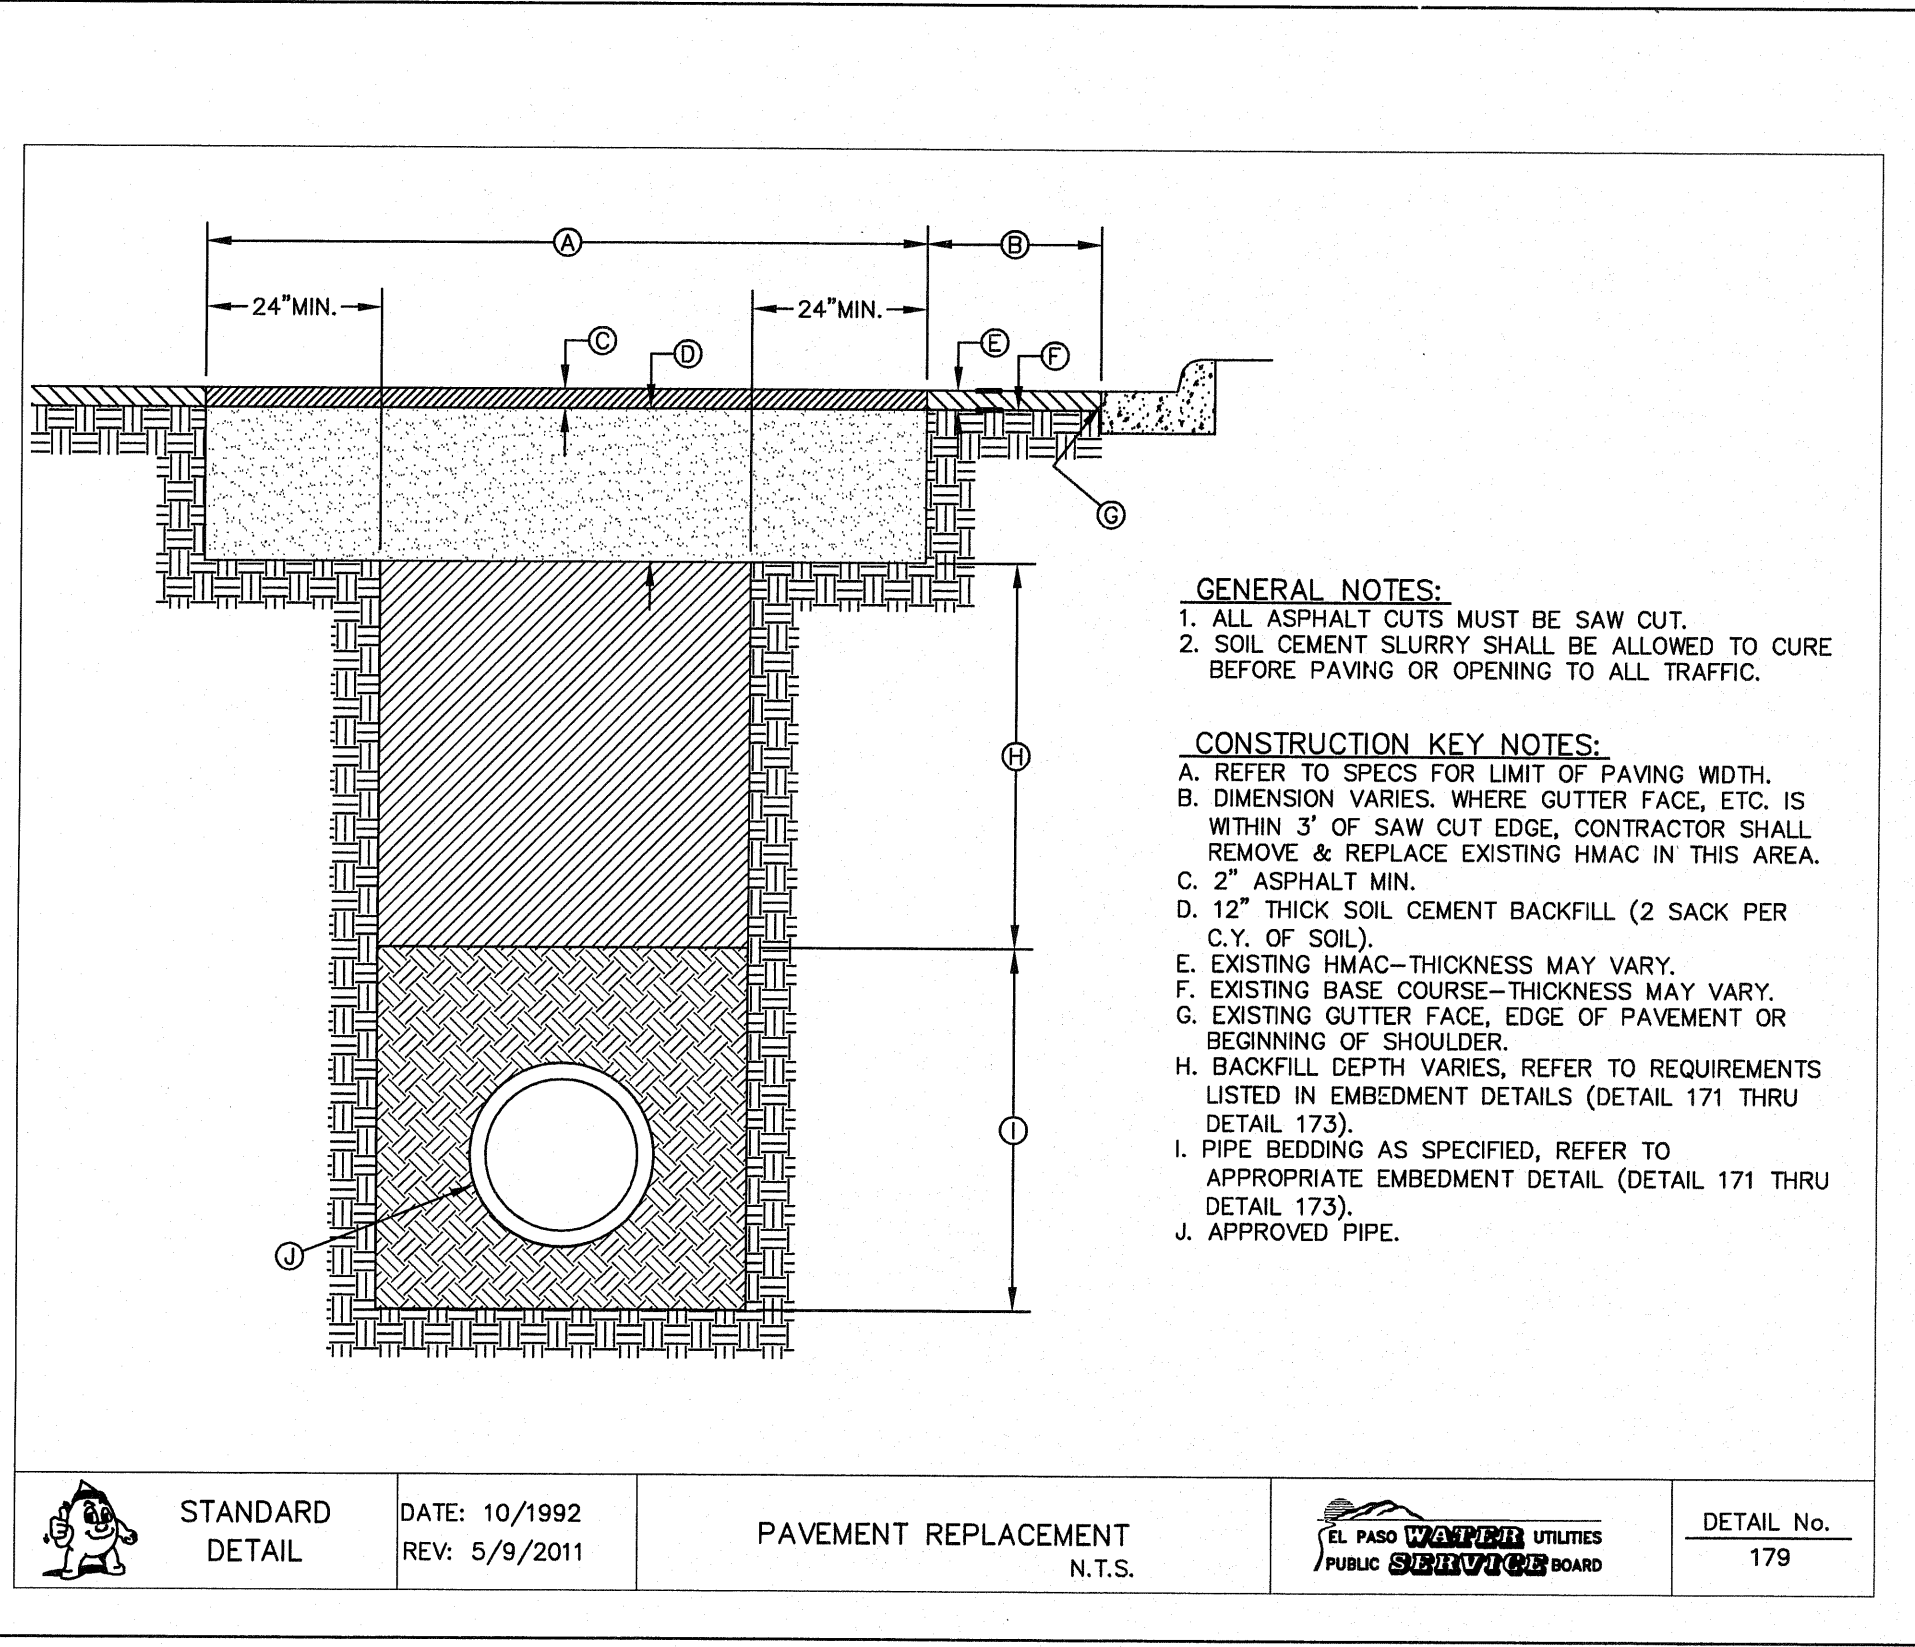 A
B
24"MIN.
24"MIN.
C
D
E
F
G
H
I
J
GENERAL NOTES:
1. ALL ASPHALT CUTS MUST BE SAW CUT.
2. SOIL CEMENT SLURRY SHALL BE ALLOWED TO CURE
BEFORE PAVING OR OPENING TO ALL TRAFFIC.
CONSTRUCTION KEY NOTES:
A. REFER TO SPECS FOR LIMIT OF PAVING WIDTH.
B. DIMENSION VARIES. WHERE GUTTER FACE, ETC. IS
WITHIN 3' OF SAW CUT EDGE, CONTRACTOR SHALL
REMOVE & REPLACE EXISTING HMAC IN THIS AREA.
C. 2" ASPHALT MIN.
D. 12" THICK SOIL CEMENT BACKFILL (2 SACK PER
C.Y. OF SOIL).
E. EXISTING HMAC-THICKNESS MAY VARY.
F. EXISTING BASE COURSE-THICKNESS MAY VARY.
G. EXISTING GUTTER FACE, EDGE OF PAVEMENT OR
BEGINNING OF SHOULDER.
H. BACKFILL DEPTH VARIES, REFER TO REQUIREMENTS
LISTED IN EMBEDMENT DETAILS (DETAIL 171 THRU
DETAIL 173).
I. PIPE BEDDING AS SPECIFIED, REFER TO
APPROPRIATE EMBEDMENT DETAIL (DETAIL 171 THRU
DETAIL 173).
J. APPROVED PIPE.
STANDARD
DETAIL
DATE: 10/1992
REV: 5/9/2011
PAVEMENT REPLACEMENT
N.T.S.
EL PASO WATER UTILITIES
PUBLIC SERVICE BOARD
DETAIL No.
179